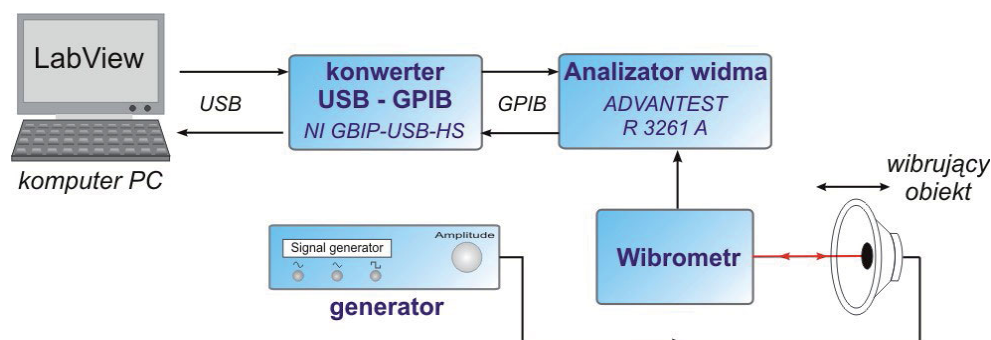 LabView
komputer PC
USB
konwerter
USB - GPIB
NI GBIP-USB-HS
GPIB
Analizator widma
ADVANTEST
R 3261 A
wibrujący
obiekt
Wibrometr
Signal generator
Amplitude
generator